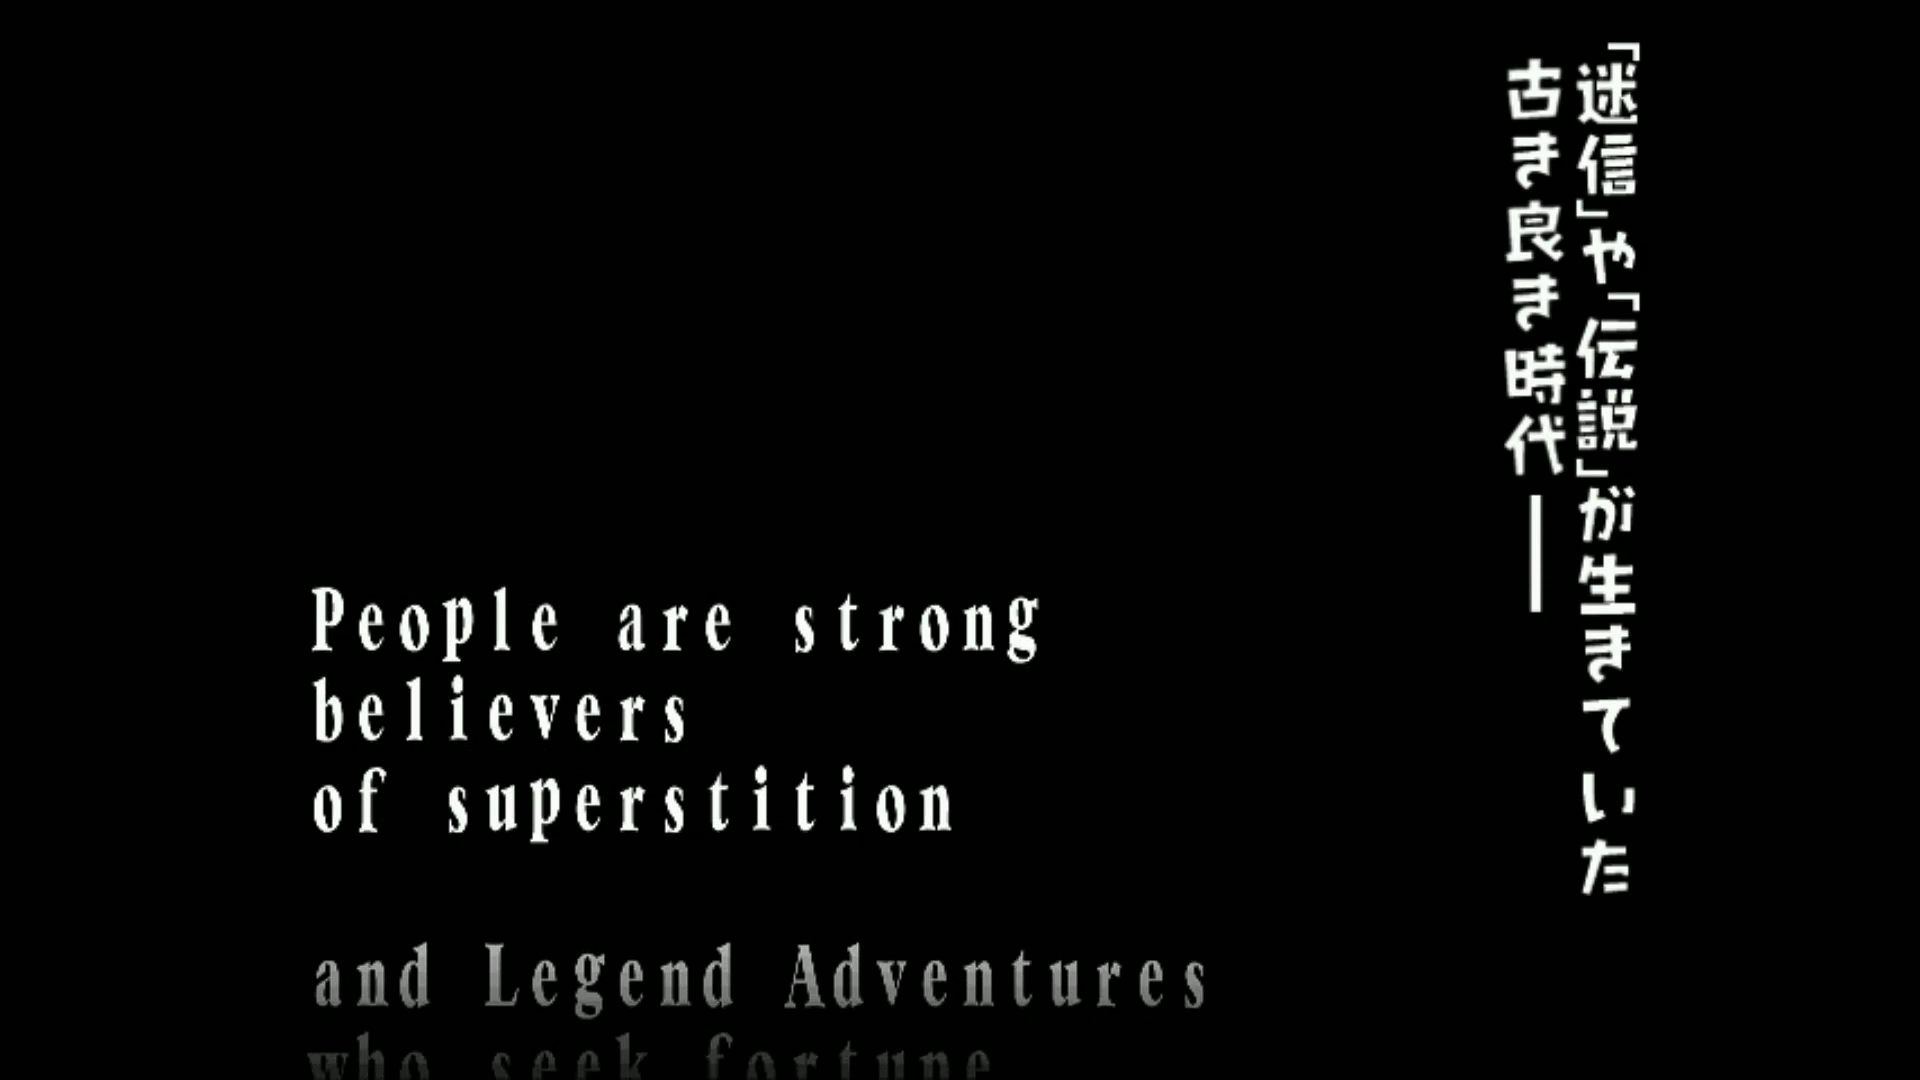 「迷信」や「伝説」が生きていた
古き良き時代──
People are strong
believers
of superstition
and Legend Adventures
who seek fortune